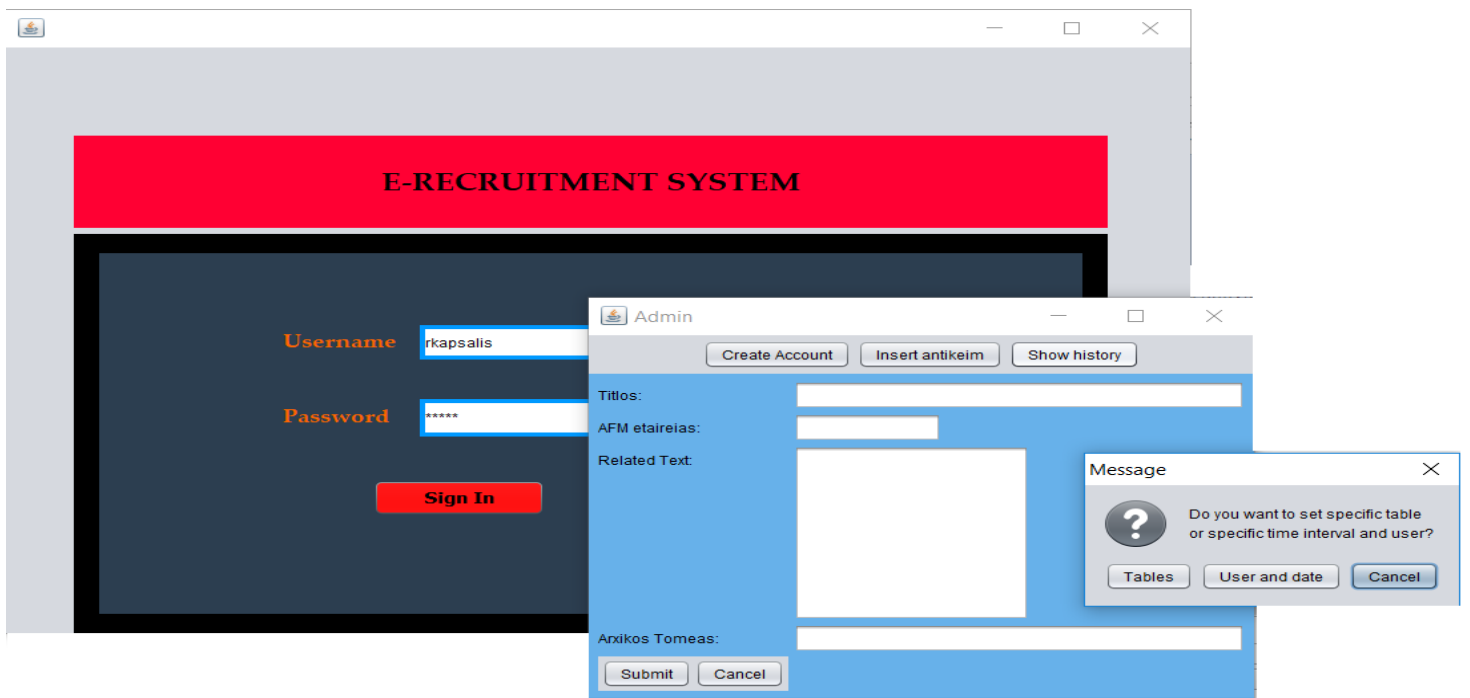 E-RECRUITMENT SYSTEM
Username
rkapsalis
Password
*****
Sign In
Admin
Create Account
Insert antikeim
Show history
Titlos:
AFM etaireias:
Related Text:
Arxikos Tomeas:
Submit
Cancel
Message
Do you want to set specific table
or specific time interval and user?
Tables
User and date
Cancel